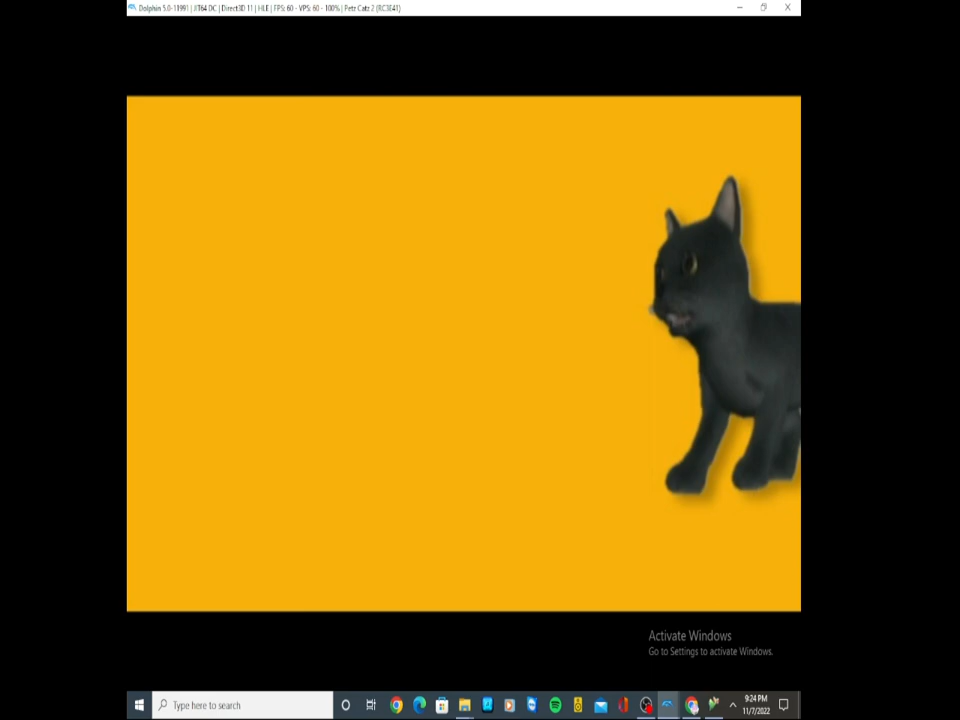 Dolphin 5.0-11991 | JIT64 DC | Direct3D 11 | HLE | FPS: 60 - VPS: 60 - 100% | Petz Catz 2 (RC3E41)
Activate Windows
Go to Settings to activate Windows.
Type here to search
9:24 PM
11/7/2022